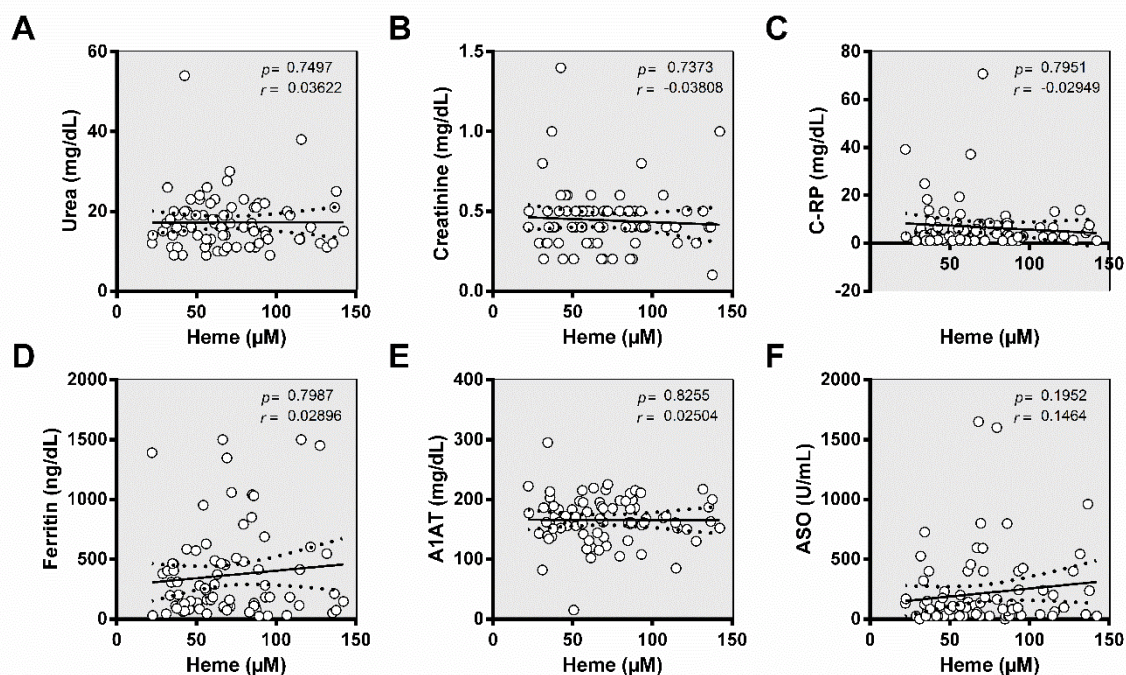 A
60
40
20
0
Urea (mg/dL)
p= 0.7497
r = 0.03622
0 50 100 150
Heme (µM)
B
1.5
1.0
0.5
0.0
Creatinine (mg/dL)
p= 0.7373
r = -0.03808
0 50 100 150
Heme (µM)
C
80
60
40
20
0
-20
C-RP (mg/dL)
p= 0.7951
r = -0.02949
50 100 150
Heme (µM)
D
2000
1500
1000
500
0
Ferritin (ng/dL)
p= 0.7987
r = 0.02896
0 50 100 150
Heme (µM)
E
400
300
200
100
0
A1AT (mg/dL)
p= 0.8255
r = 0.02504
0 50 100 150
Heme (µM)
F
2000
1500
1000
500
0
ASO (U/mL)
p= 0.1952
r = 0.1464
0 50 100 150
Heme (µM)